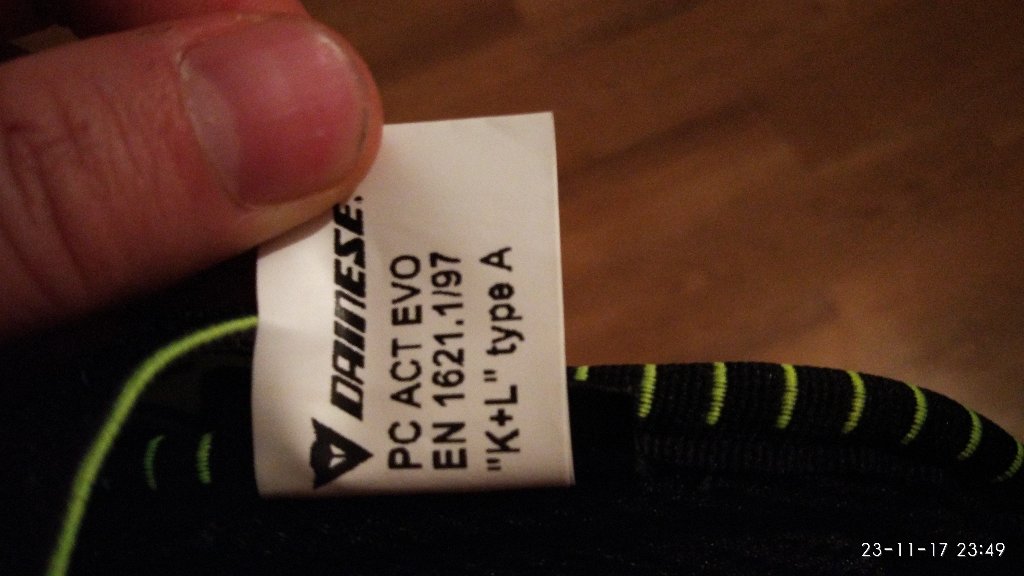 DAINESE
PC ACT EVO
EN 1621.1/97
"K+L" type A
23-11-17 23:49